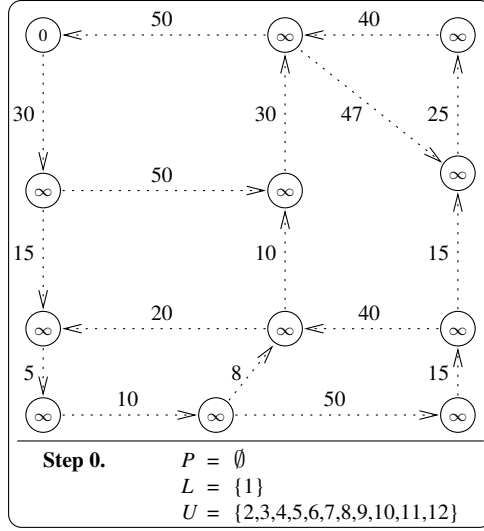 50 40
0 ∞ ∞
30 30 47 25
∞
50
∞ ∞
15 10 15
20 40
∞ ∞ ∞
5 8 15
10 50
∞ ∞ ∞
Step 0. P = ∅
L = {1}
U = {2,3,4,5,6,7,8,9,10,11,12}